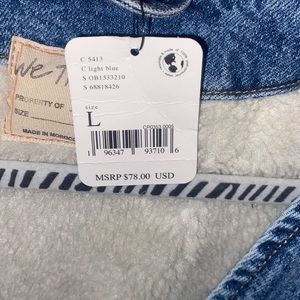 We T
PROPERTY OF
SIZE
MADE IN MOROCCO
C 5413
C light blue
S OB1533210
S 68818426
size
L
1 96347 93710 6
MSRP $78.00 USD